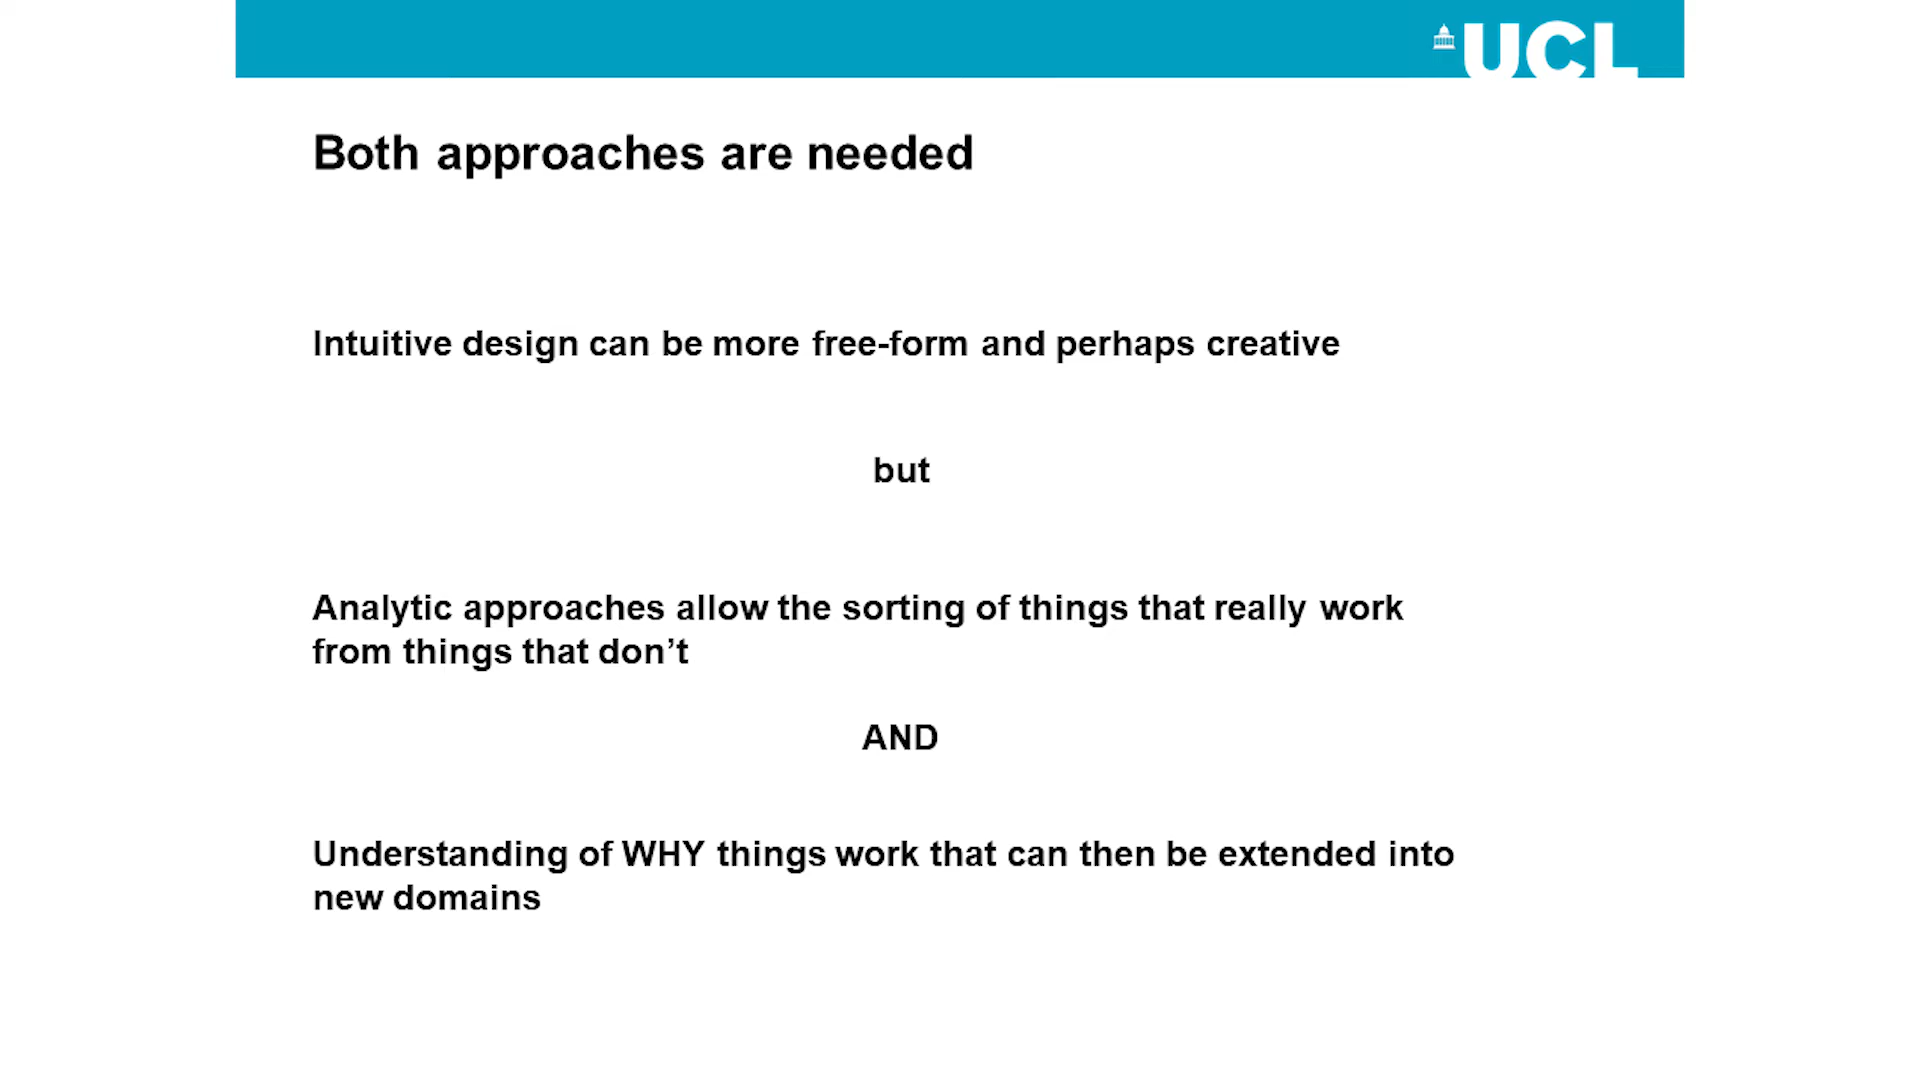 UCL
Both approaches are needed
Intuitive design can be more free-form and perhaps creative
but
Analytic approaches allow the sorting of things that really work
from things that don’t
AND
Understanding of WHY things work that can then be extended into
new domains